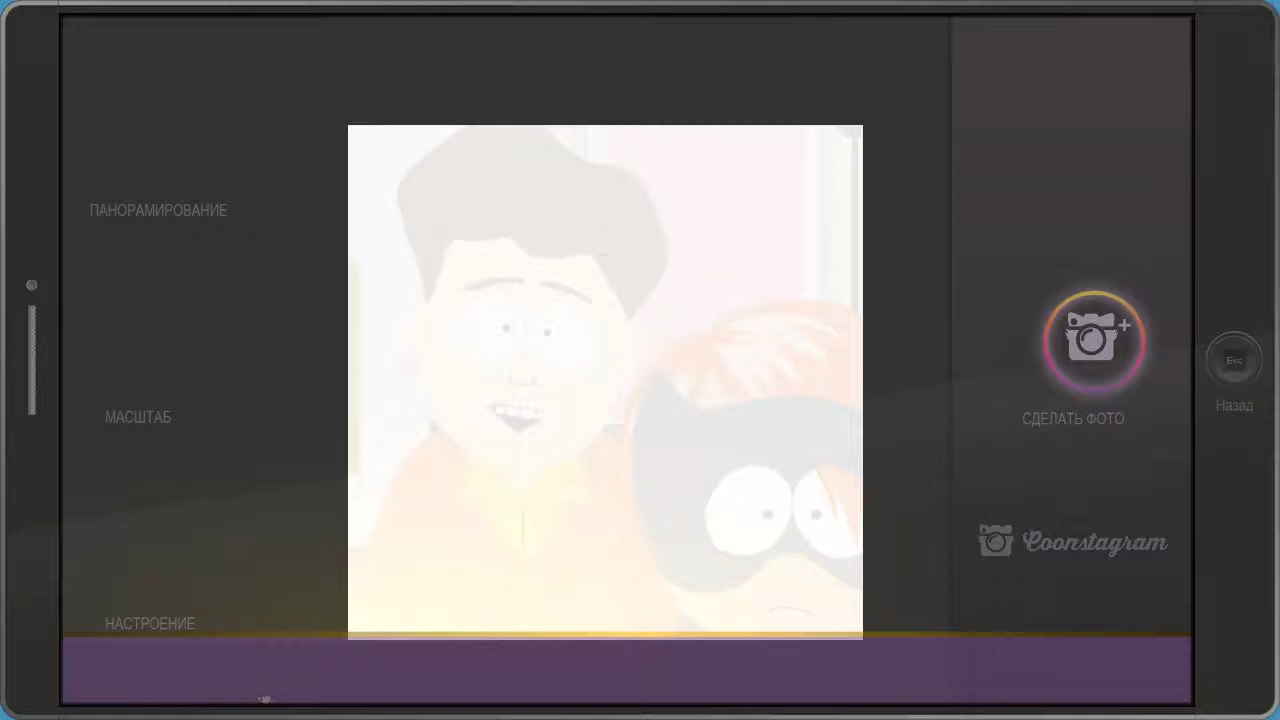 ПАНОРАМИРОВАНИЕ
МАСШТАБ
НАСТРОЕНИЕ
СДЕЛАТЬ ФОТО
Coonstagram
Esc
Назад